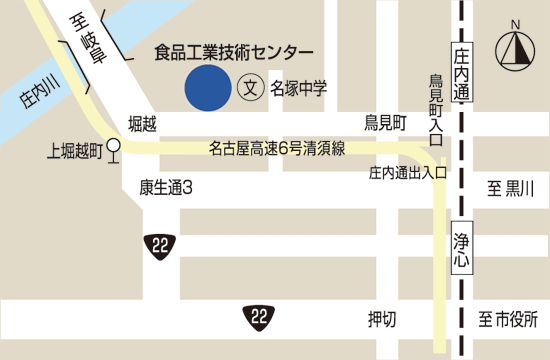 至岐阜
庄内川
食品工業技術センター
文
名塚中学
N
庄内通
鳥見町入口
堀越
鳥見町
上堀越町
名古屋高速6号清須線
庄内通出入口
康生通3
至黒川
22
浄心
22
押切
至市役所